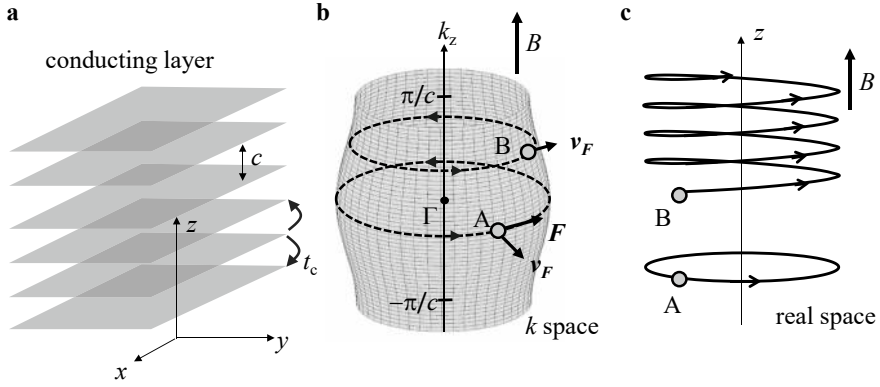 a
conducting layer
c
z
t_c
y
x
b
k_z
B
π/c
B
v_F
Γ
A
F
v_F
−π/c
k space
c
z
B
B
A
real space